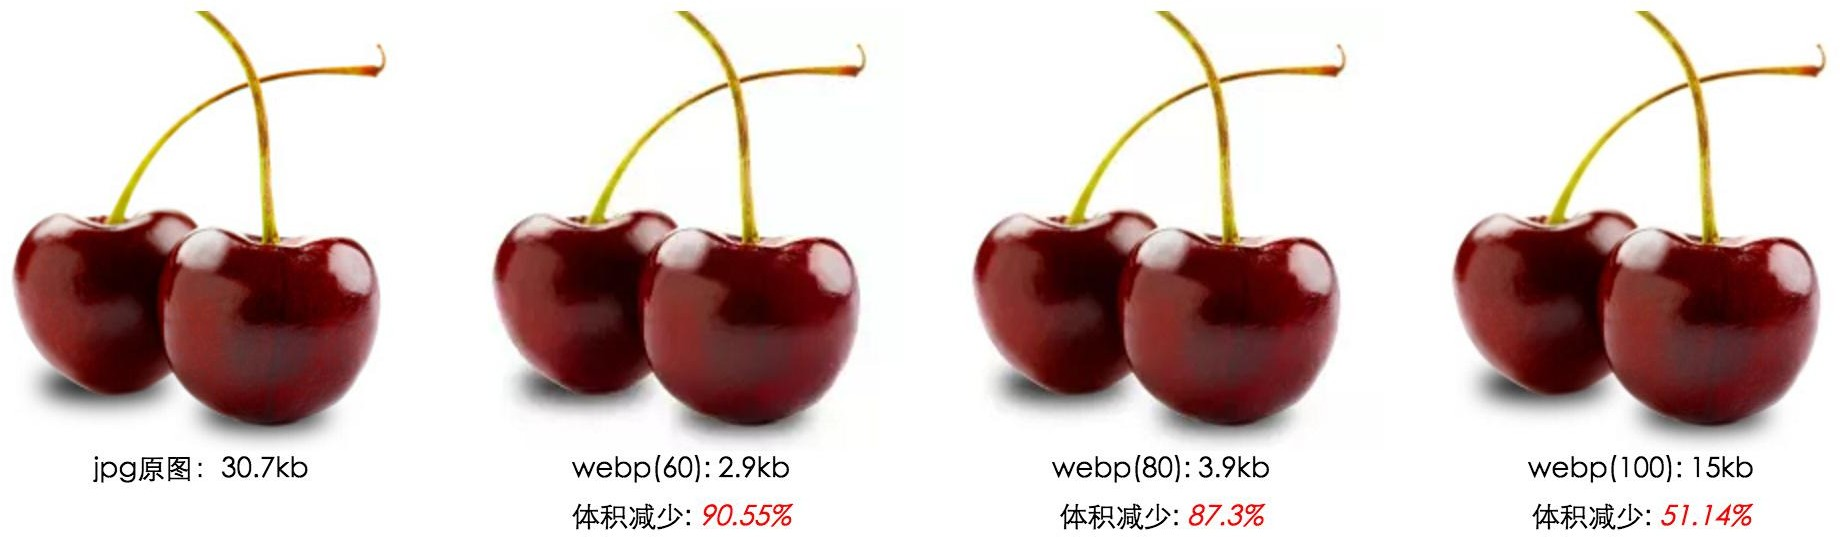 jpg原图：30.7kb
webp(60): 2.9kb
体积减少: 90.55%
webp(80): 3.9kb
体积减少: 87.3%
webp(100): 15kb
体积减少: 51.14%